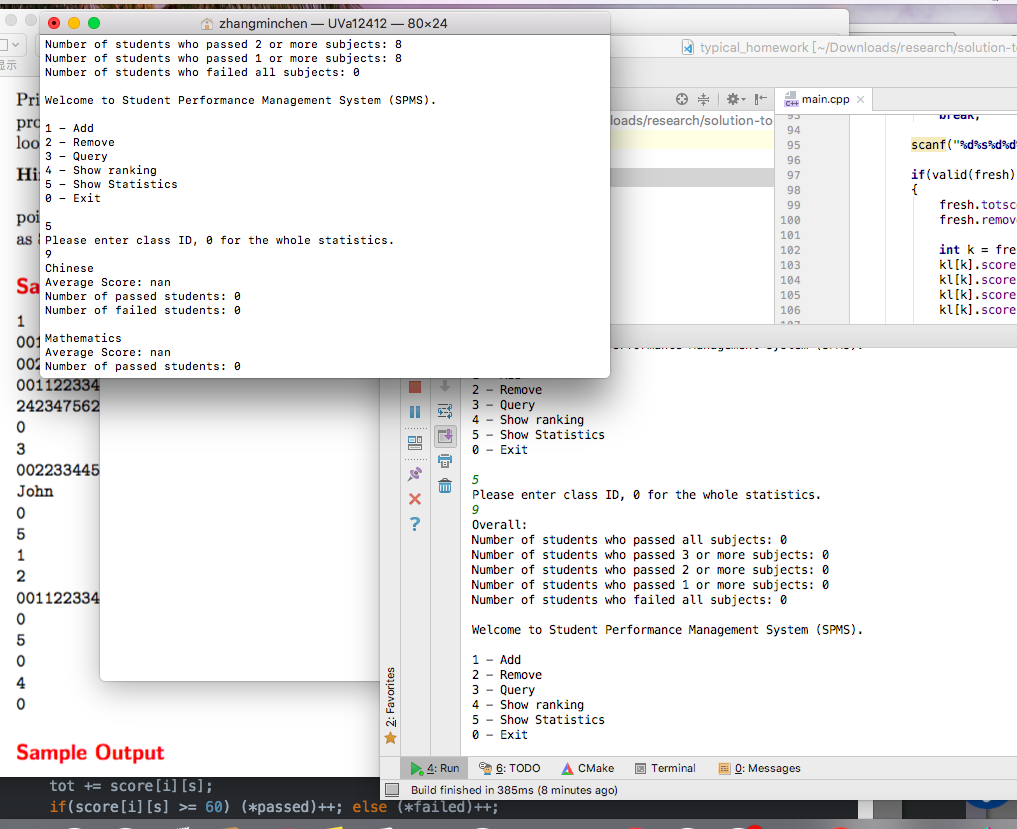 zhangminchen — UVa12412 — 80×24
Number of students who passed 2 or more subjects: 8
Number of students who passed 1 or more subjects: 8
Number of students who failed all subjects: 0
Welcome to Student Performance Management System (SPMS).
1 - Add
2 - Remove
3 - Query
4 - Show ranking
5 - Show Statistics
0 - Exit
5
Please enter class ID, 0 for the whole statistics.
9
Chinese
Average Score: nan
Number of passed students: 0
Number of failed students: 0
Mathematics
Average Score: nan
Number of passed students: 0
typical_homework [~/Downloads/research/solution-to
main.cpp
loads/research/solution-to
93 break;
94
95 scanf("%d%s%d%d
96
97 if(valid(fresh)
98 {
99 fresh.totsc
100 fresh.remov
101
102 int k = fre
103 kl[k].score
104 kl[k].score
105 kl[k].score
106 kl[k].score
107
显示
Pri
pro
loo
Hi
poi
as
Sa
1
001
002
001122334
242347562
0
3
002233445
John
0
5
1
2
001122334
0
5
0
4
0
Sample Output
2 - Remove
3 - Query
4 - Show ranking
5 - Show Statistics
0 - Exit
5
Please enter class ID, 0 for the whole statistics.
9
Overall:
Number of students who passed all subjects: 0
Number of students who passed 3 or more subjects: 0
Number of students who passed 2 or more subjects: 0
Number of students who passed 1 or more subjects: 0
Number of students who failed all subjects: 0
Welcome to Student Performance Management System (SPMS).
1 - Add
2 - Remove
3 - Query
4 - Show ranking
5 - Show Statistics
0 - Exit
2: Favorites
4: Run 6: TODO CMake Terminal 0: Messages
Build finished in 385ms (8 minutes ago)
tot += score[i][s];
if(score[i][s] >= 60) (*passed)++; else (*failed)++;